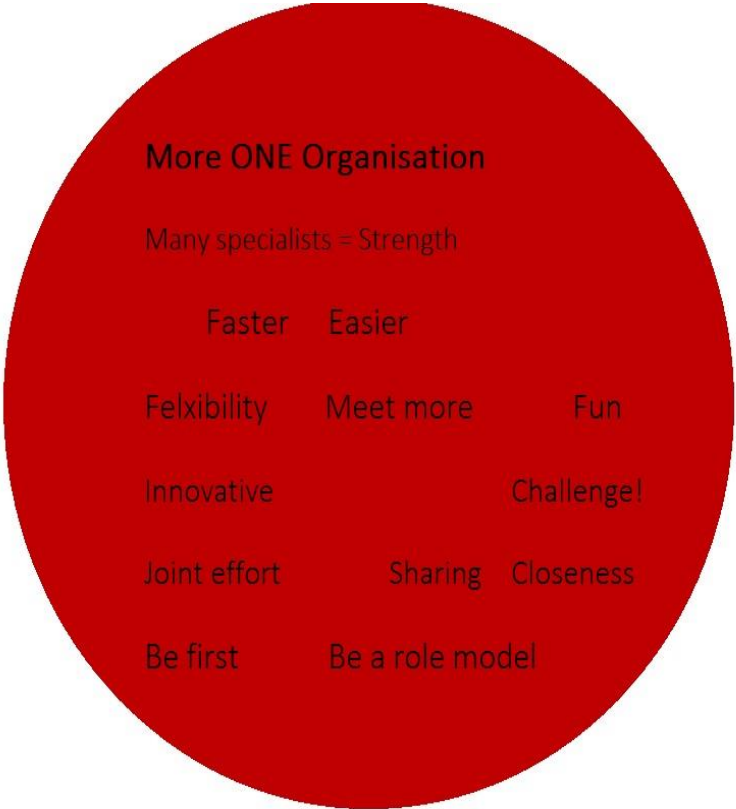 More ONE Organisation
Many specialists = Strength
Faster Easier
Felxibility Meet more Fun
Innovative Challenge!
Joint effort Sharing Closeness
Be first Be a role model